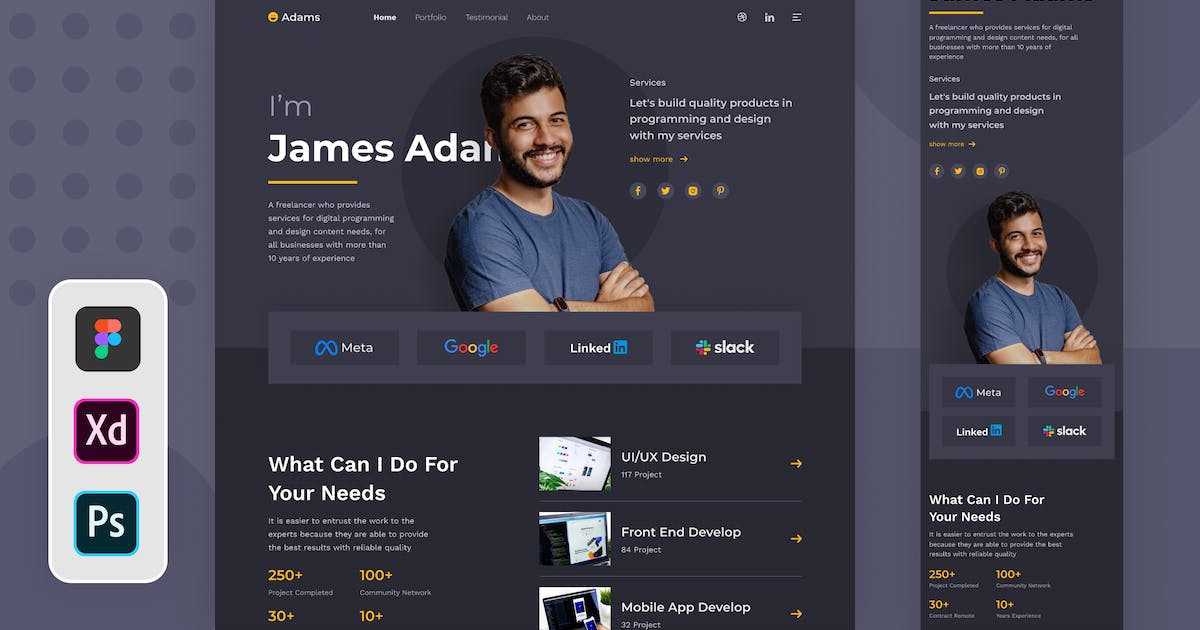 Adams
Home Portfolio Testimonial About
in
I'm
James Adam
A freelancer who provides
services for digital programming
and design content needs, for
all businesses with more than
10 years of experience
Services
Let's build quality products in
programming and design
with my services
show more
Meta
Google
Linked in
slack
What Can I Do For
Your Needs
It is easier to entrust the work to the
experts because they are able to provide
the best results with reliable quality
250+ 100+
Project Completed Community Network
30+ 10+
UI/UX Design
117 Project
Front End Develop
84 Project
Mobile App Develop
32 Project
Xd
Ps
A freelancer who provides services for digital
programming and design content needs, for all
businesses with more than 10 years of
experience
Services
Let's build quality products in
programming and design
with my services
show more
Meta
Google
Linked in
slack
What Can I Do For
Your Needs
It is easier to entrust the work to the experts
because they are able to provide the best
results with reliable quality
250+ 100+
Project Completed Community Network
30+ 10+
Contract Remote Years Experience